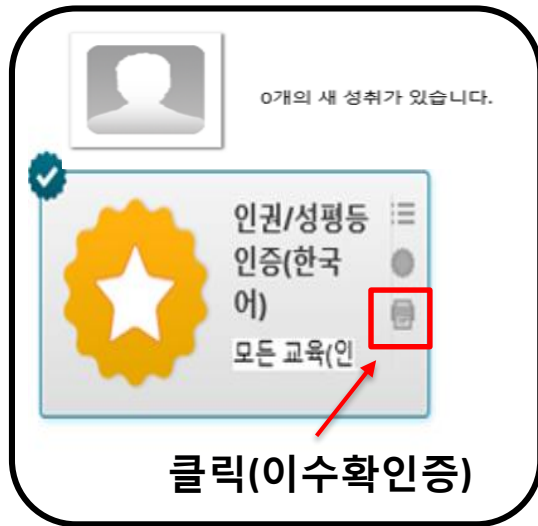 0개의 새 성취가 있습니다.
인권/성평등
인증(한국
어)
모든 교육(인
클릭(이수확인증)